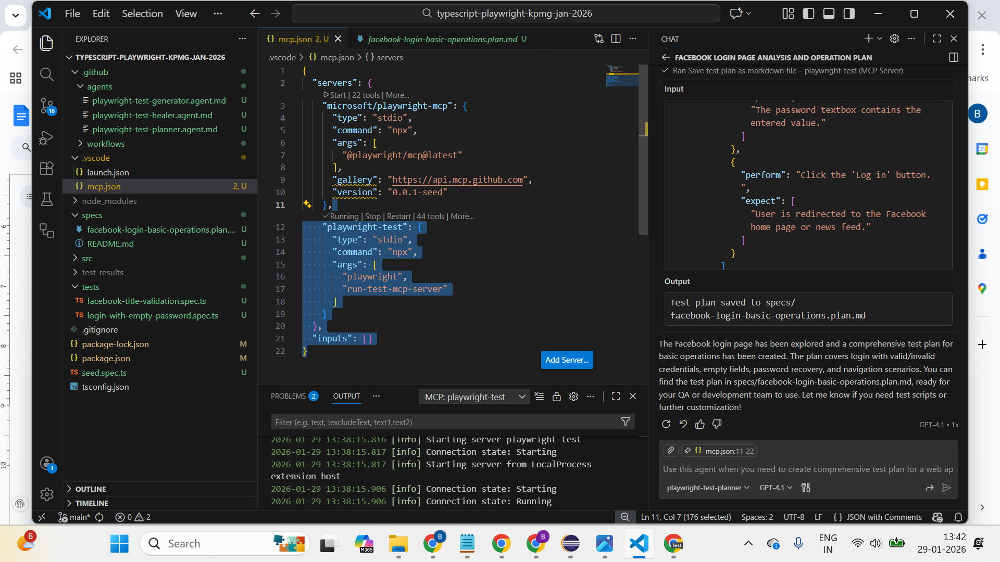 File
Edit
Selection
View
typescript-playwright-kpmg-jan-2026
EXPLORER
TYPESCRIPT-PLAYWRIGHT-KPMG-JAN-2026
.github
agents
playwright-test-generator.agent.md U
playwright-test-healer.agent.md U
playwright-test-planner.agent.md U
workflows
.vscode
launch.json
mcp.json 2, U
node_modules
specs
facebook-login-basic-operations.plan.... U
README.md U
src
test-results
tests
TS facebook-title-validation.spec.ts U
TS login-with-empty-password.spec.ts U
.gitignore
package-lock.json M
package.json M
TS seed.spec.ts U
tsconfig.json
OUTLINE
TIMELINE
16
1
mcp.json 2, U
facebook-login-basic-operations.plan.md U
.vscode > {} mcp.json > {} servers
1 {
2 "servers": {
Start | 22 tools | More...
3 "microsoft/playwright-mcp": {
4 "type": "stdio",
5 "command": "npx",
6 "args": [
7 "@playwright/mcp@latest"
8 ],
9 "gallery": "https://api.mcp.github.com",
10 "version": "0.0.1-seed"
11 },
Running | Stop | Restart | 44 tools | More...
12 "playwright-test": {
13 "type": "stdio",
14 "command": "npx",
15 "args": [
16 "playwright",
17 "run-test-mcp-server"
18 ]
19 }
20 },
21 "inputs": []
22 }
Add Server...
PROBLEMS 2
OUTPUT
MCP: playwright-test
Filter (e.g. text, !excludeText, text1,text2)
2026-01-29 13:38:15.816 [info] Starting server playwright-test
2026-01-29 13:38:15.817 [info] Connection state: Starting
2026-01-29 13:38:15.817 [info] Starting server from LocalProcess
extension host
2026-01-29 13:38:15.906 [info] Connection state: Starting
2026-01-29 13:38:15.906 [info] Connection state: Running
CHAT
FACEBOOK LOGIN PAGE ANALYSIS AND OPERATION PLAN
Ran Save test plan as markdown file – playwright-test (MCP Server)
Input
"The password textbox contains the
entered value."
]
},
{
"perform": "Click the 'Log in' button.
",
"expect": [
"User is redirected to the Facebook
home page or news feed."
]
}
]
Output
Test plan saved to specs/
facebook-login-basic-operations.plan.md
The Facebook login page has been explored and a comprehensive test plan for
basic operations has been created. The plan covers login with valid/invalid
credentials, empty fields, password recovery, and navigation scenarios. You can
find the test plan in specs/facebook-login-basic-operations.plan.md, ready for
your QA or development team to use. Let me know if you need test scripts or
further customization!
GPT-4.1 • 1x
mcp.json:11-22
Use this agent when you need to create comprehensive test plan for a web ap
playwright-test-planner
GPT-4.1
main*
0
2
Ln 11, Col 7 (176 selected)
Spaces: 2
UTF-8
LF
{ } JSON with Comments
B
31
6
7
8
9
10
6
Search
M365
B
B
Test
ENG
IN
13:42
29-01-2026